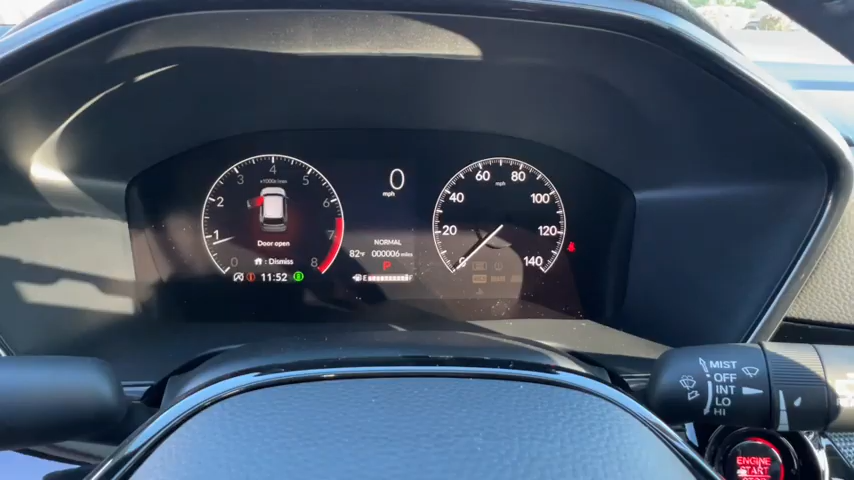 0
mph
x1000r/min
0 1 2 3 4 5 6 7 8
Door open
: Dismiss
11:52
NORMAL
82°F 000006 miles
P
E F
mph
0 20 40 60 80 100 120 140
MIST
OFF
INT
LO
HI
ENGINE
START
STOP